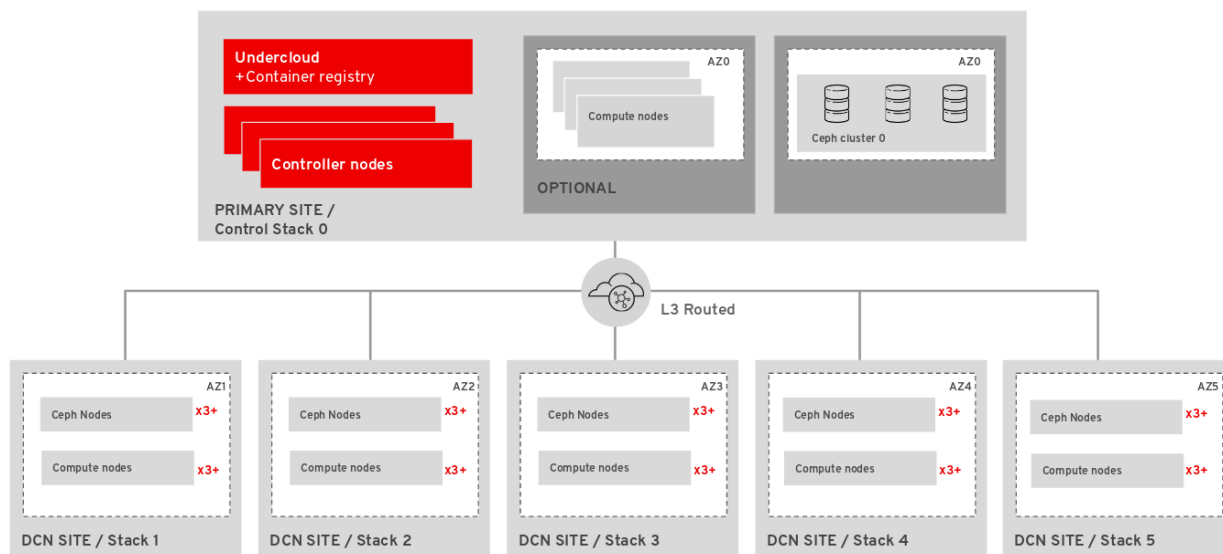 Undercloud
+Container registry
Controller nodes
PRIMARY SITE /
Control Stack 0
AZ0
Compute nodes
OPTIONAL
AZ0
Ceph cluster 0
L3 Routed
AZ1
Ceph Nodes
x3+
Compute nodes
x3+
DCN SITE / Stack 1
AZ2
Ceph Nodes
x3+
Compute nodes
x3+
DCN SITE / Stack 2
AZ3
Ceph Nodes
x3+
Compute nodes
x3+
DCN SITE / Stack 3
AZ4
Ceph Nodes
x3+
Compute nodes
x3+
DCN SITE / Stack 4
AZ5
Ceph Nodes
x3+
Compute nodes
x3+
DCN SITE / Stack 5